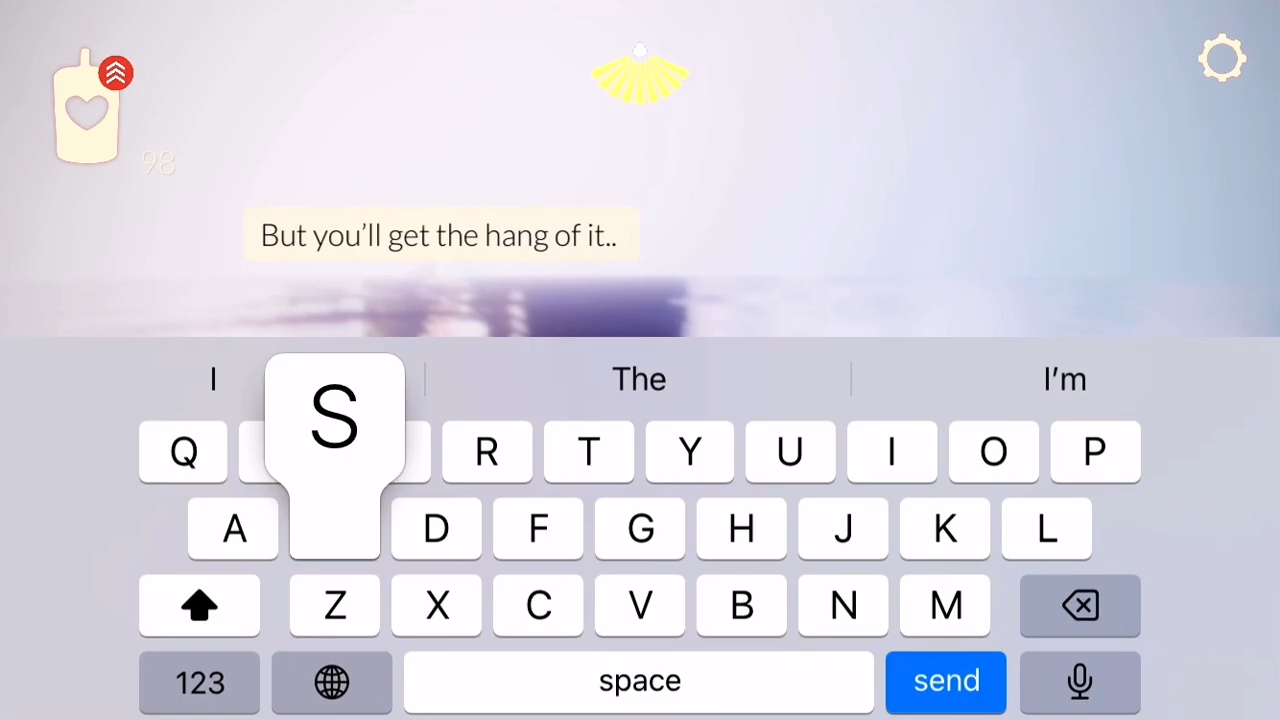 98
But you'll get the hang of it..
I The I'm
S
Q R T Y U I O P
A D F G H J K L
Z X C V B N M
123 space send